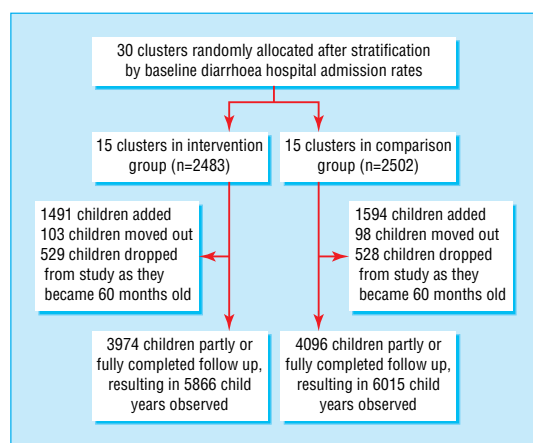 30 clusters randomly allocated after stratification
by baseline diarrhoea hospital admission rates
15 clusters in intervention
group (n=2483)
15 clusters in comparison
group (n=2502)
1491 children added
103 children moved out
529 children dropped
from study as they
became 60 months old
1594 children added
98 children moved out
528 children dropped
from study as they
became 60 months old
3974 children partly or
fully completed follow up,
resulting in 5866 child
years observed
4096 children partly or
fully completed follow up,
resulting in 6015 child
years observed